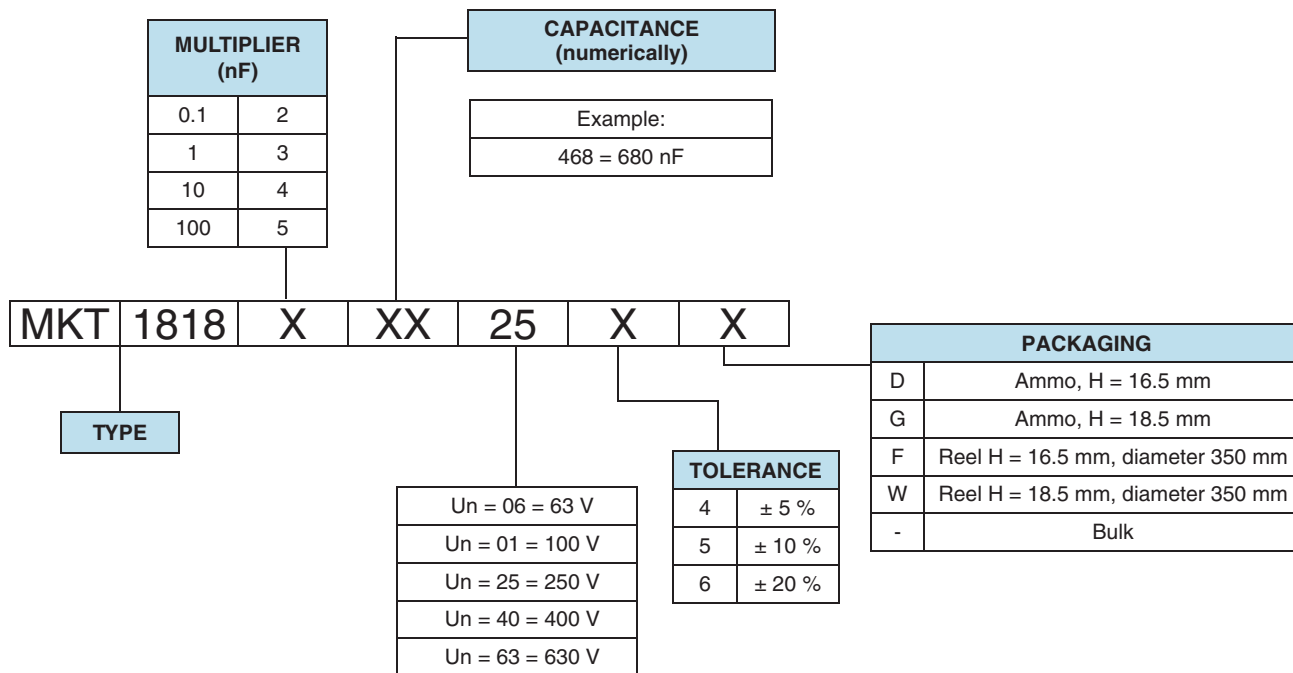 MULTIPLIER
(nF)
0.1 2
1 3
10 4
100 5
CAPACITANCE
(numerically)
Example:
468 = 680 nF
MKT 1818 X XX 25 X X
TYPE
Un = 06 = 63 V
Un = 01 = 100 V
Un = 25 = 250 V
Un = 40 = 400 V
Un = 63 = 630 V
TOLERANCE
4 ± 5 %
5 ± 10 %
6 ± 20 %
PACKAGING
D Ammo, H = 16.5 mm
G Ammo, H = 18.5 mm
F Reel H = 16.5 mm, diameter 350 mm
W Reel H = 18.5 mm, diameter 350 mm
- Bulk